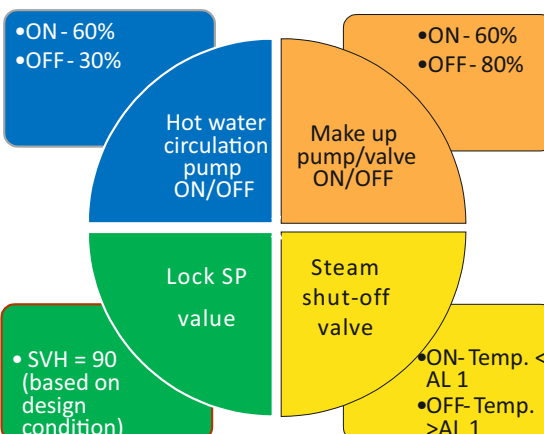 •ON - 60%
•OFF - 30%
•ON - 60%
•OFF - 80%
Hot water
circulation
pump
ON/OFF
Make up
pump/valve
ON/OFF
Lock SP
value
Steam
shut-off
valve
• SVH = 90
(based on
design
condition)
•ON- Temp. <
AL 1
•OFF- Temp.
>AL 1